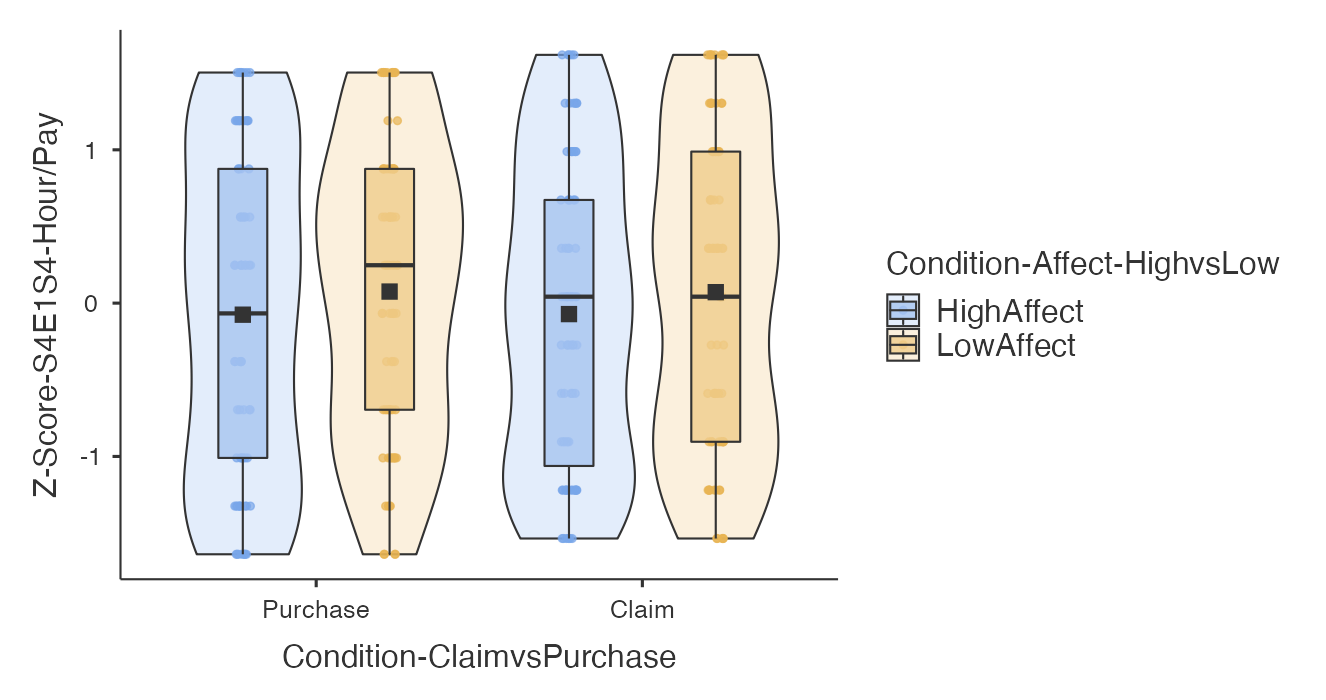 Z-Score-S4E1S4-Hour/Pay
1
0
-1
Purchase
Claim
Condition-ClaimvsPurchase
Condition-Affect-HighvsLow
HighAffect
LowAffect